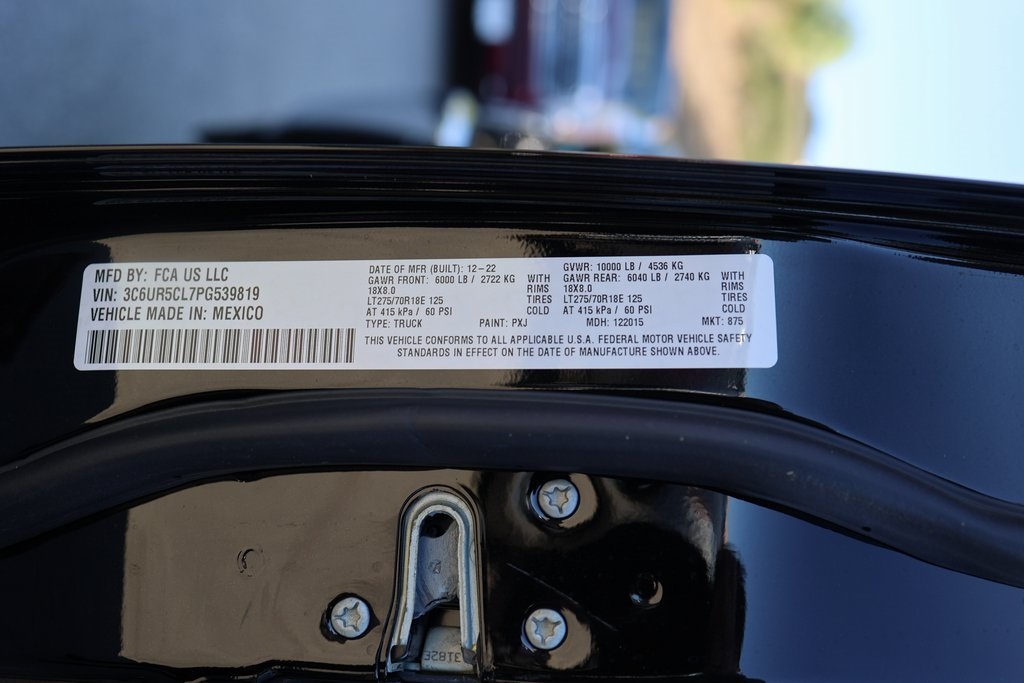 MFD BY: FCA US LLC
VIN: 3C6UR5CL7PG539819
VEHICLE MADE IN: MEXICO
DATE OF MFR (BUILT): 12-22
GAWR FRONT: 6000 LB / 2722 KG WITH
18X8.0 RIMS
LT275/70R18E 125 TIRES
AT 415 kPa / 60 PSI COLD
GVWR: 10000 LB / 4536 KG
GAWR REAR: 6040 LB / 2740 KG WITH
18X8.0 RIMS
LT275/70R18E 125 TIRES
AT 415 kPa / 60 PSI COLD
TYPE: TRUCK PAINT: PXJ MDH: 122015 MKT: 875
THIS VEHICLE CONFORMS TO ALL APPLICABLE U.S.A. FEDERAL MOTOR VEHICLE SAFETY
STANDARDS IN EFFECT ON THE DATE OF MANUFACTURE SHOWN ABOVE.